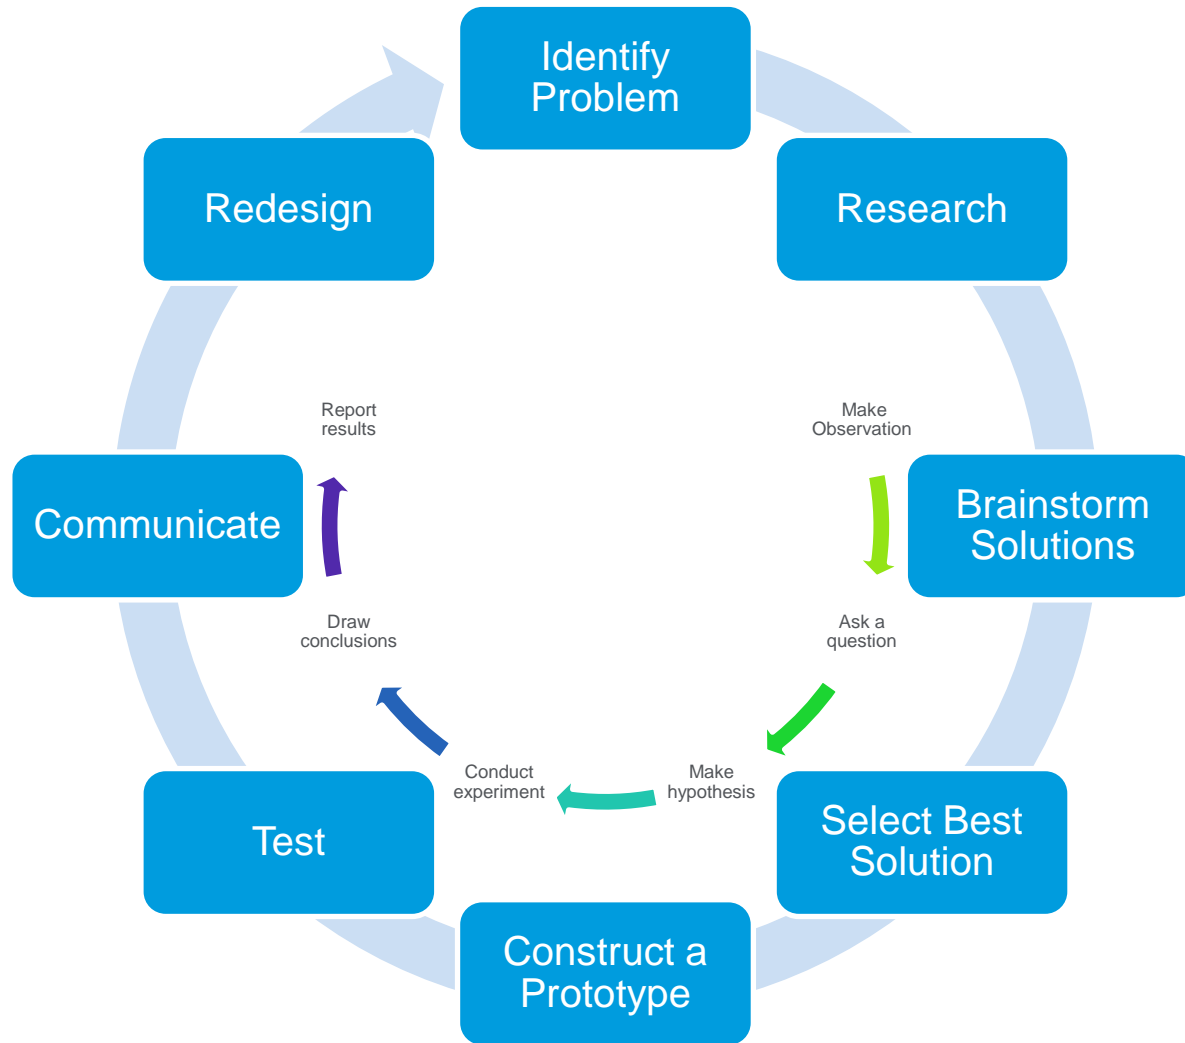 Identify
Problem
Research
Brainstorm
Solutions
Select Best
Solution
Construct a
Prototype
Test
Communicate
Redesign
Make
Observation
Ask a
question
Make
hypothesis
Conduct
experiment
Draw
conclusions
Report
results